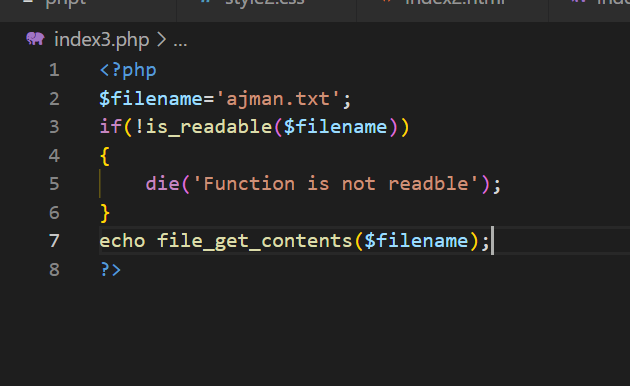 index3.php > ...
1 <?php
2 $filename='ajman.txt';
3 if(!is_readable($filename))
4 {
5 die('Function is not readble');
6 }
7 echo file_get_contents($filename);
8 ?>